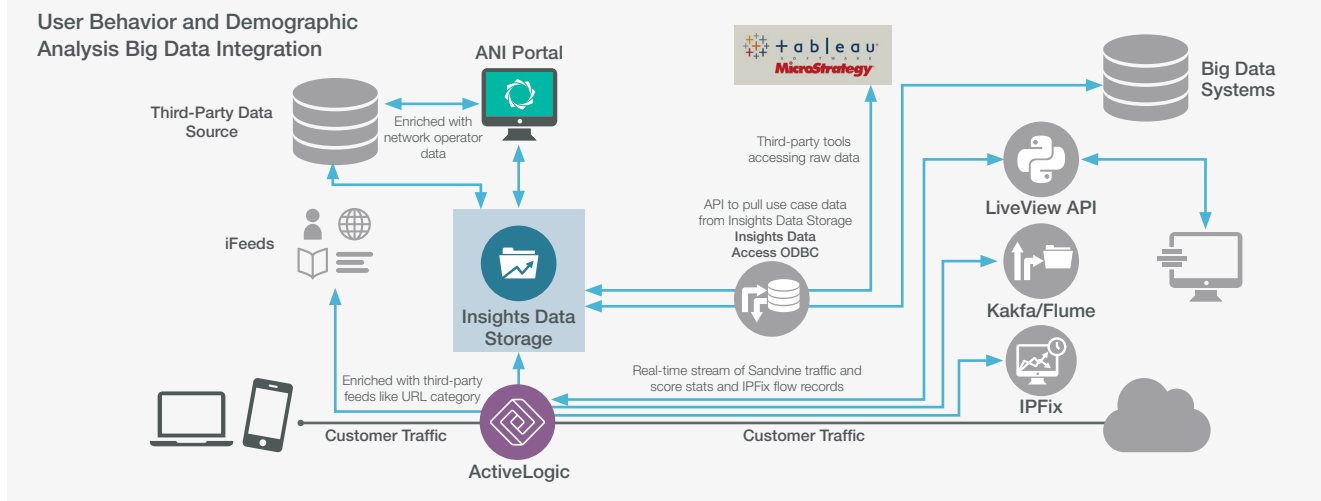 User Behavior and Demographic
Analysis Big Data Integration
ANI Portal
Third-Party Data
Source
Enriched with
network operator
data
+ a b l e a u
S O F T W A R E
MicroStrategy
Big Data
Systems
Third-party tools
accessing raw data
LiveView API
API to pull use case data
from Insights Data Storage
Insights Data
Access ODBC
iFeeds
Insights Data
Storage
Kakfa/Flume
Enriched with third-party
feeds like URL category
Real-time stream of Sandvine traffic and
score stats and IPFix flow records
IPFix
Customer Traffic
Customer Traffic
ActiveLogic